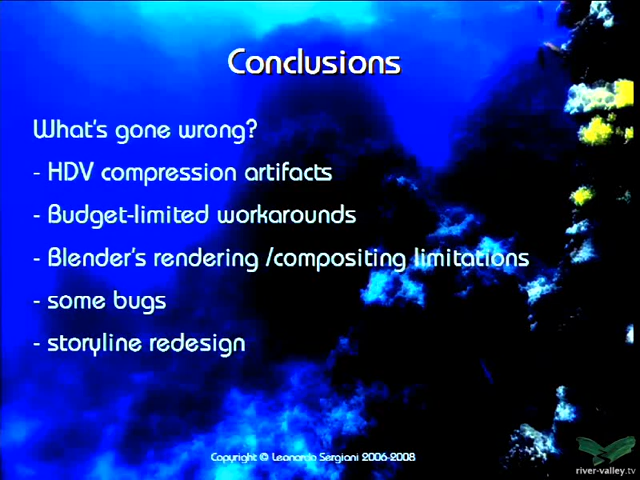 Conclusions
What's gone wrong?
- HDV compression artifacts
- Budget-limited workarounds
- Blender's rendering /compositing limitations
- some bugs
- storyline redesign
Copyright © Leonardo Sergiani 2006-2008
river-valley.tv